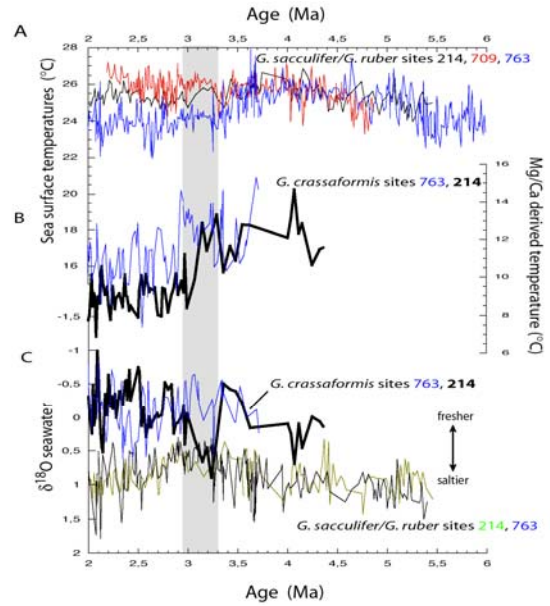 Age (Ma)
2 2.5 3 3.5 4 4.5 5 5.5 6
A
28
26
24
22
20
18
16
-1,5
Sea surface temperatures (°C)
G. sacculifer/G. ruber sites 214, 709, 763
B
G. crassaformis sites 763, 214
16
14
12
10
8
6
Mg/Ca derived temperature (°C)
C
-1
-0.5
0
0.5
1
1,5
2
δ18O seawater
G. crassaformis sites 763, 214
fresher
saltier
G. sacculifer/G. ruber sites 214, 763
2 2,5 3 3,5 4 4,5 5 5,5 6
Age (Ma)